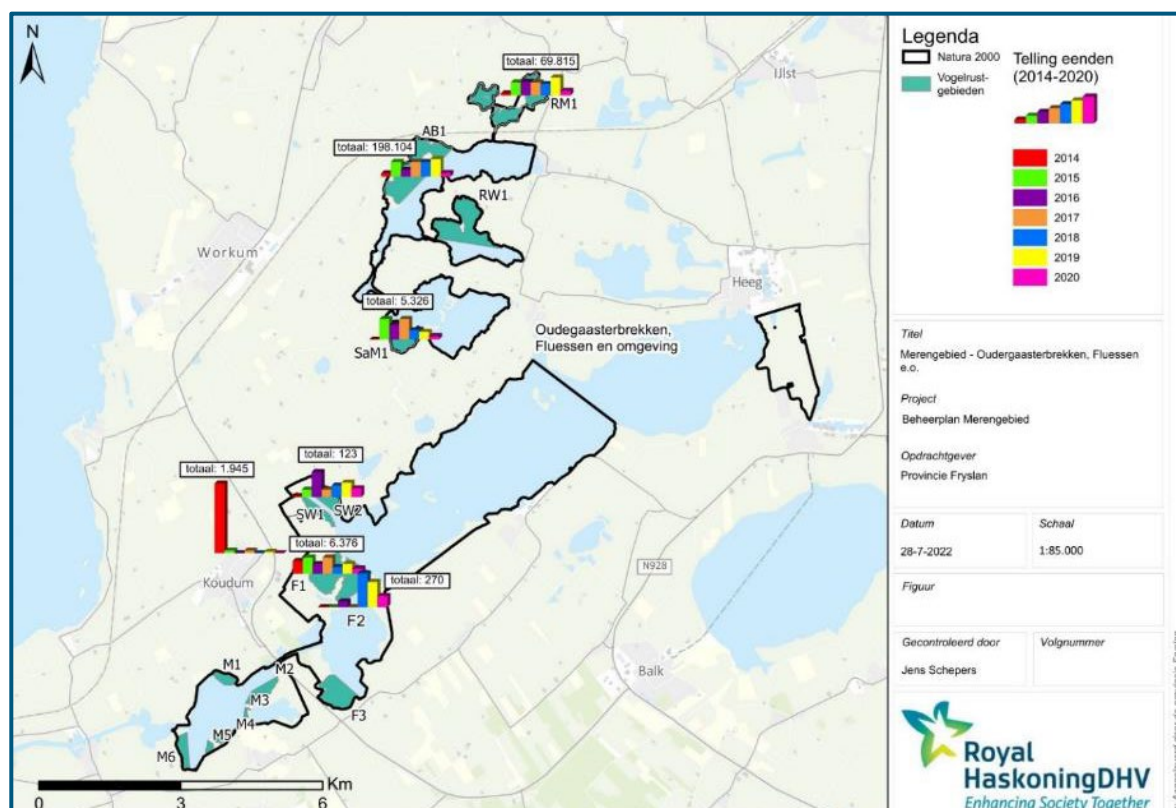 N
totaal: 69.815
RM1
IJlst
AB1
totaal: 198.104
RW1
Workum
Heeg
totaal: 5.326
SaM1
Oudegaasterbrekken,
Fluessen en omgeving
totaal: 123
totaal: 1.945
SW1
SW2
totaal: 6.376
Koudum
F1
totaal: 270
N928
F2
Balk
M1
M2
M3
M4
F3
M5
M6
Km
0
3
6
Legenda
Natura 2000
Vogelrust-
gebieden
Telling eenden
(2014-2020)
2014
2015
2016
2017
2018
2019
2020
Titel
Merengebied - Oudergaasterbrekken, Fluessen
e.o.
Project
Beheerplan Merengebied
Opdrachtgever
Provincie Fryslan
Datum
Schaal
28-7-2022
1:85.000
Figuur
Gecontroleerd door
Volgnummer
Jens Schepers
Royal
HaskoningDHV
Enhancing Society Together